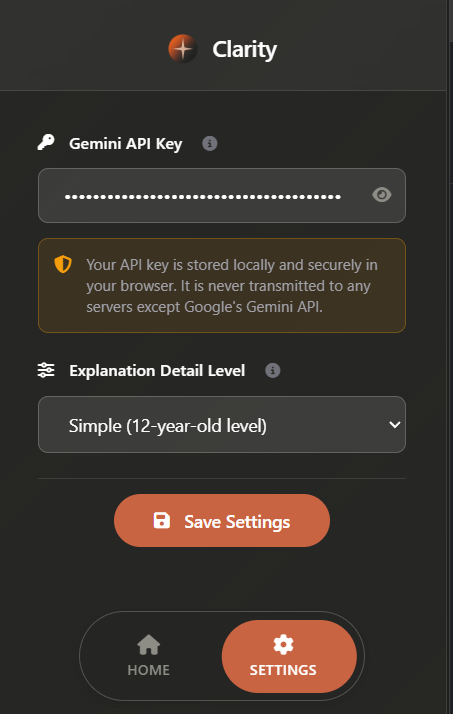 Clarity
Gemini API Key
••••••••••••••••••••••••••••••••••••••
Your API key is stored locally and securely in
your browser. It is never transmitted to any
servers except Google's Gemini API.
Explanation Detail Level
Simple (12-year-old level)
Save Settings
HOME
SETTINGS